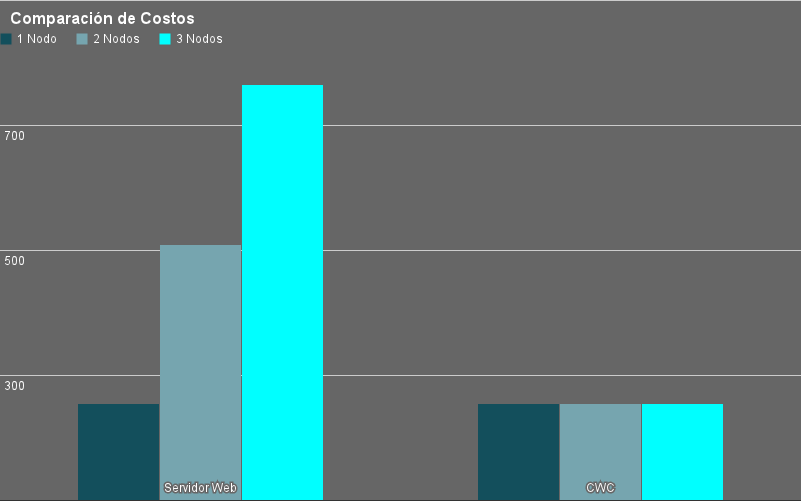 Comparación de Costos
1 Nodo 2 Nodos 3 Nodos
700
500
300
Servidor Web CWC